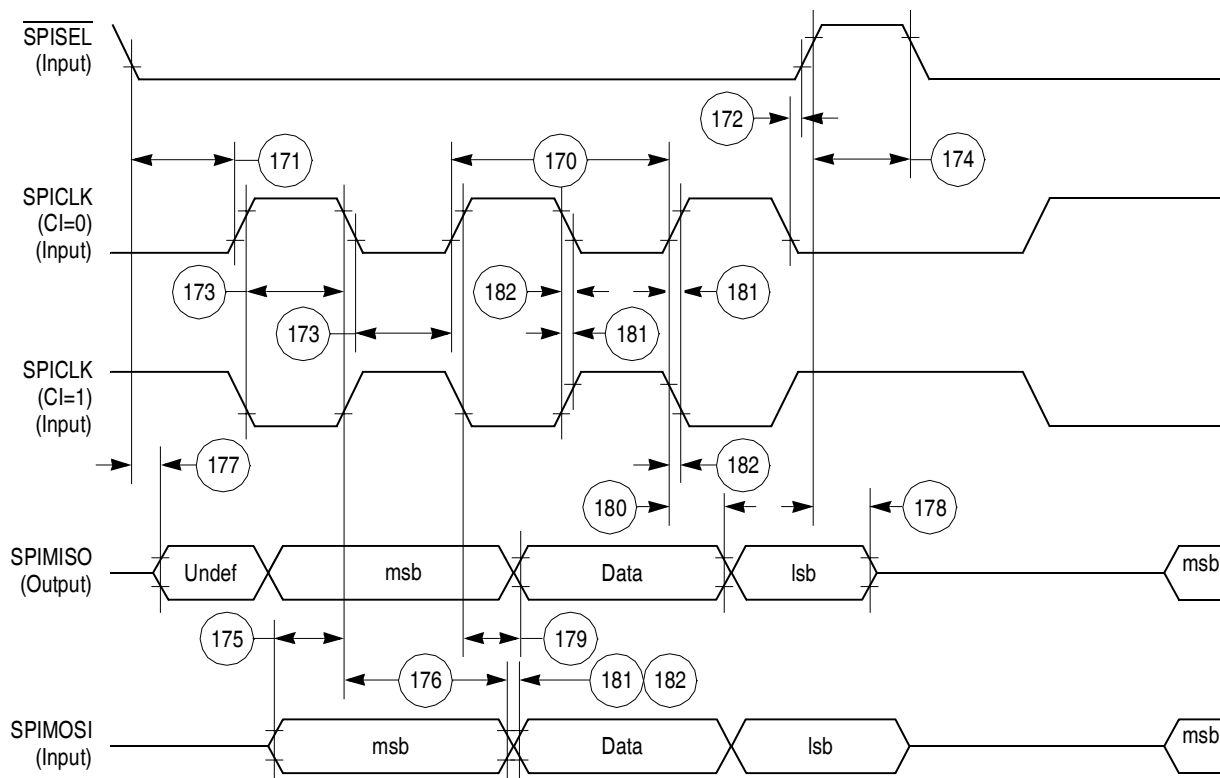 SPISEL
(Input)
172
171
170
174
SPICLK
(CI=0)
(Input)
173
182
181
173
181
SPICLK
(CI=1)
(Input)
177
182
180
178
SPIMISO
(Output)
Undef
msb
Data
lsb
msb
175
179
176
181
182
SPIMOSI
(Input)
msb
Data
lsb
msb